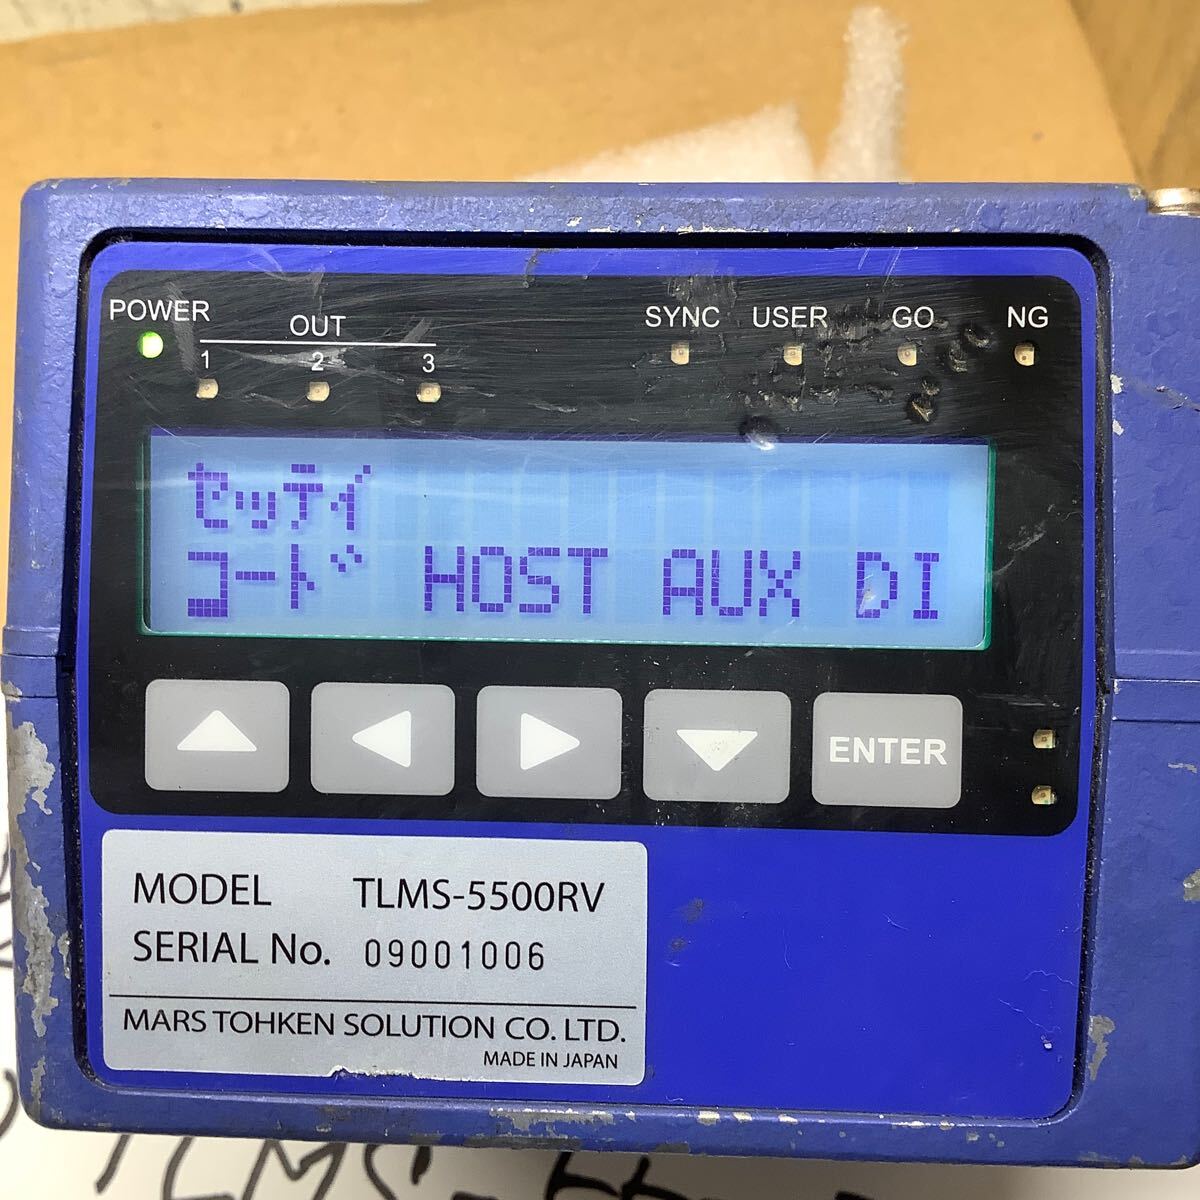 POWER
OUT
1 2 3
SYNC USER GO NG
セッテイ
コード HOST AUX DI
ENTER
MODEL TLMS-5500RV
SERIAL No. 09001006
MARS TOHKEN SOLUTION CO. LTD.
MADE IN JAPAN